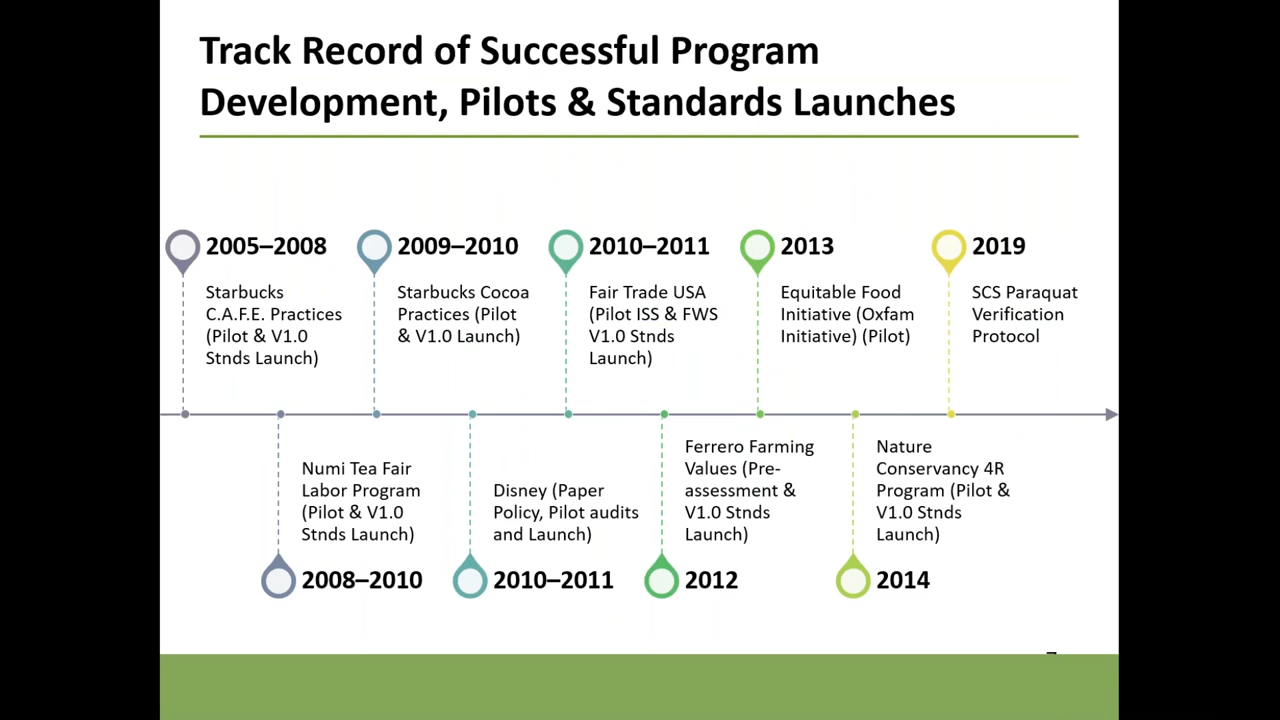 Track Record of Successful Program
Development, Pilots & Standards Launches
2005–2008
Starbucks
C.A.F.E. Practices
(Pilot & V1.0
Stnds Launch)
2009–2010
Starbucks Cocoa
Practices (Pilot
& V1.0 Launch)
2010–2011
Fair Trade USA
(Pilot ISS & FWS
V1.0 Stnds
Launch)
2013
Equitable Food
Initiative (Oxfam
Initiative) (Pilot)
2019
SCS Paraquat
Verification
Protocol
Numi Tea Fair
Labor Program
(Pilot & V1.0
Stnds Launch)
2008–2010
Disney (Paper
Policy, Pilot audits
and Launch)
2010–2011
Ferrero Farming
Values (Pre-
assessment &
V1.0 Stnds
Launch)
2012
Nature
Conservancy 4R
Program (Pilot &
V1.0 Stnds
Launch)
2014